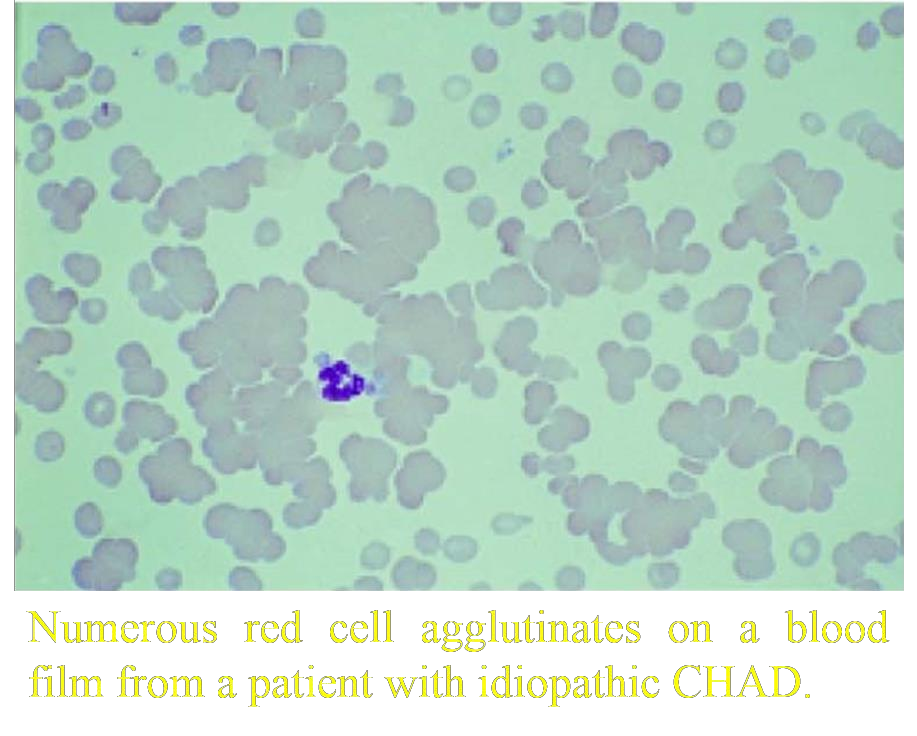 Numerous red cell agglutinates on a blood
film from a patient with idiopathic CHAD.